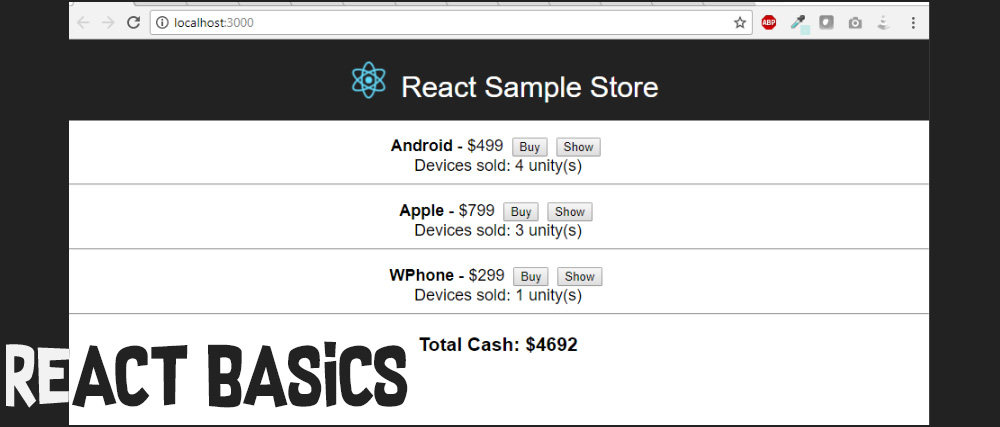 localhost:3000
ABP
React Sample Store
Android - $499 Buy Show
Devices sold: 4 unity(s)
Apple - $799 Buy Show
Devices sold: 3 unity(s)
WPhone - $299 Buy Show
Devices sold: 1 unity(s)
Total Cash: $4692
REACT BASiCS